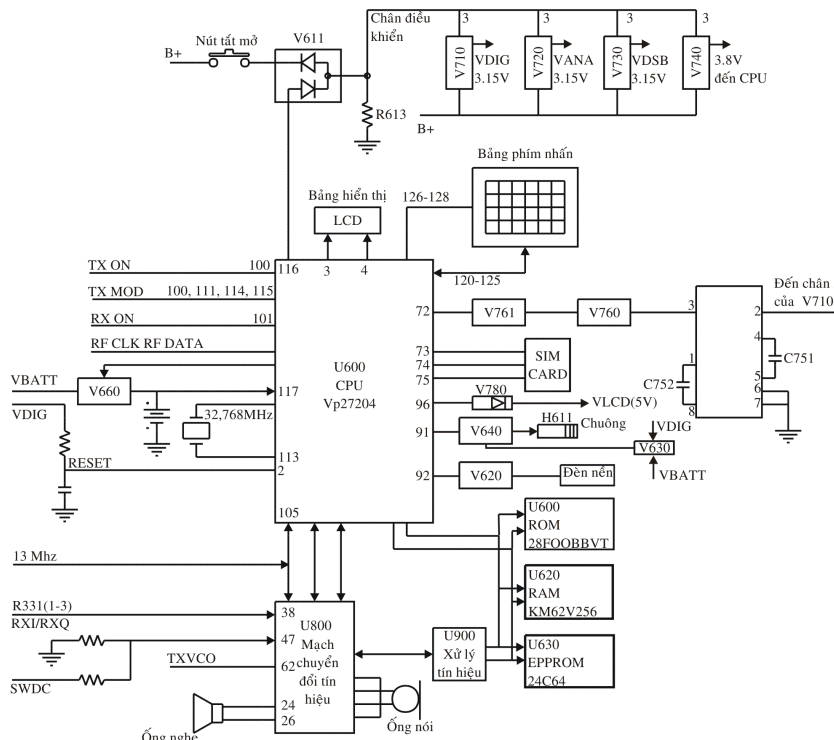 V611
Nút tắt mở
B+
Chân điều
khiển
3
3
3
3
V710
VDIG
3.15V
V720
VANA
3.15V
V730
VDSB
3.15V
V740
3.8V
đến CPU
R613
B+
Bảng phím nhấn
Bảng hiển thị
LCD
126-128
120-125
TX ON
100
116
3
4
TX MOD
100, 111, 114, 115
RX ON
101
RF CLK RF DATA
U600
CPU
Vp27204
VBATT
V660
117
VDIG
32,768MHz
113
RESET
2
105
72
V761
V760
3
2
Đến chân
của V710
1
4
C751
5
C752
6
8
7
73
74
75
SIM
CARD
V780
96
VLCD(5V)
H611
91
V640
Chuông
VDIG
V630
VBATT
92
V620
Đèn nền
U600
ROM
28FOOBBVT
U620
RAM
KM62V256
U630
EPPROM
24C64
13 Mhz
R331(1-3)
RXI/RXQ
38
U800
Mạch
chuyển
đổi tín
hiệu
47
TXVCO
62
SWDC
24
26
U900
Xử lý
tín hiệu
Ống nghe
Ống nói